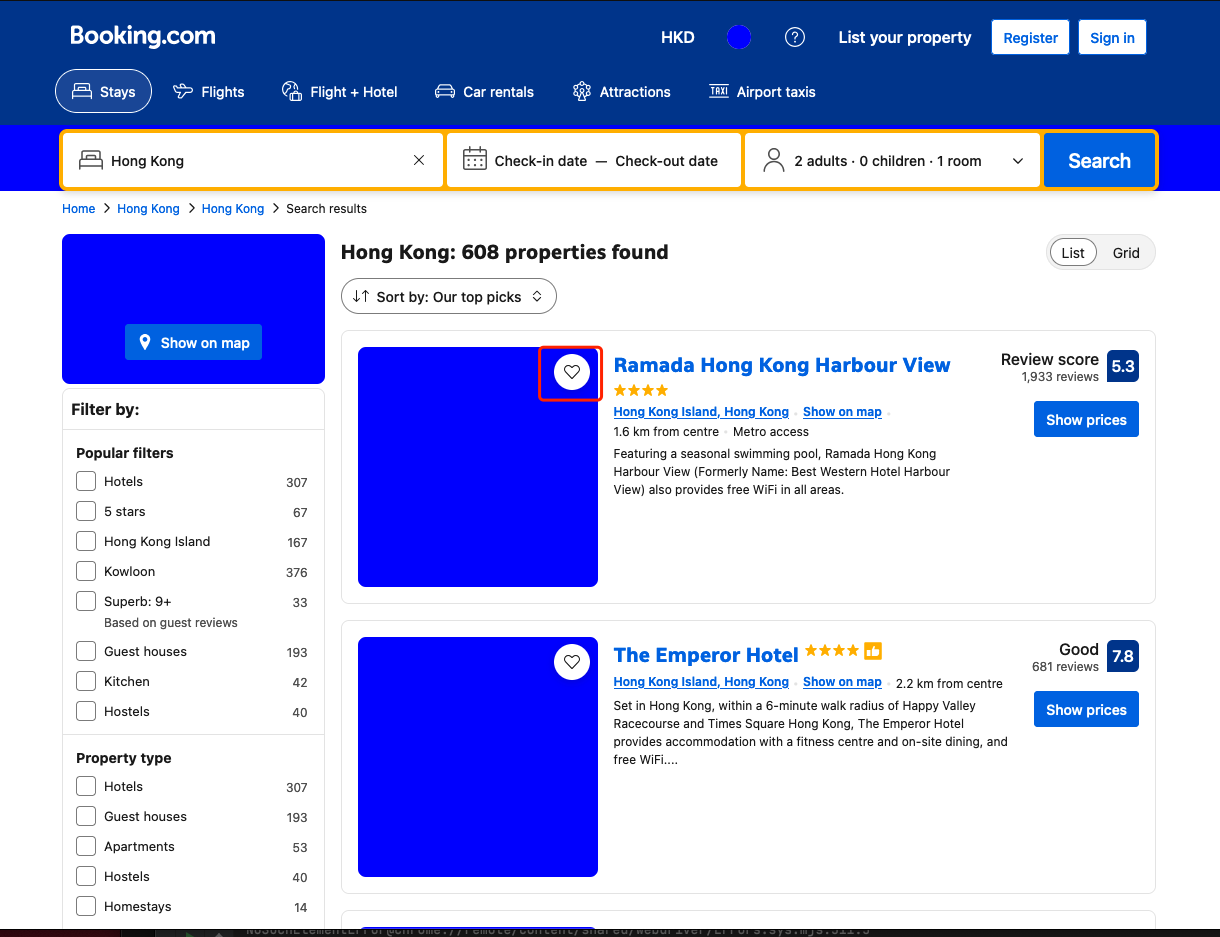 Booking.com
HKD
List your property
Register
Sign in
Stays
Flights
Flight + Hotel
Car rentals
Attractions
TAXI
Airport taxis
Hong Kong
Check-in date — Check-out date
2 adults · 0 children · 1 room
Search
Home > Hong Kong > Hong Kong > Search results
Show on map
Filter by:
Popular filters
Hotels 307
5 stars 67
Hong Kong Island 167
Kowloon 376
Superb: 9+ 33
Based on guest reviews
Guest houses 193
Kitchen 42
Hostels 40
Property type
Hotels 307
Guest houses 193
Apartments 53
Hostels 40
Homestays 14
Hong Kong: 608 properties found
List
Grid
Sort by: Our top picks
Ramada Hong Kong Harbour View
Hong Kong Island, Hong Kong · Show on map ·
1.6 km from centre · Metro access
Featuring a seasonal swimming pool, Ramada Hong Kong
Harbour View (Formerly Name: Best Western Hotel Harbour
View) also provides free WiFi in all areas.
Review score
1,933 reviews
5.3
Show prices
The Emperor Hotel
Hong Kong Island, Hong Kong · Show on map · 2.2 km from centre
Set in Hong Kong, within a 6-minute walk radius of Happy Valley
Racecourse and Times Square Hong Kong, The Emperor Hotel
provides accommodation with a fitness centre and on-site dining, and
free WiFi....
Good
681 reviews
7.8
Show prices